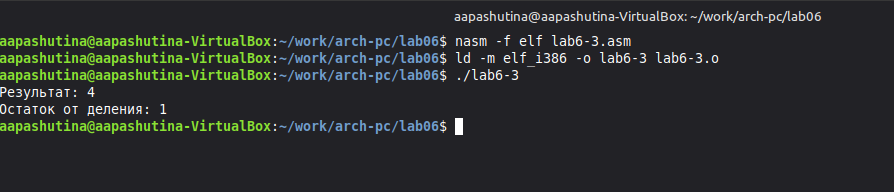 aapashutina@aapashutina-VirtualBox: ~/work/arch-pc/lab06
aapashutina@aapashutina-VirtualBox:~/work/arch-pc/lab06$ nasm -f elf lab6-3.asm
aapashutina@aapashutina-VirtualBox:~/work/arch-pc/lab06$ ld -m elf_i386 -o lab6-3 lab6-3.o
aapashutina@aapashutina-VirtualBox:~/work/arch-pc/lab06$ ./lab6-3
Результат: 4
Остаток от деления: 1
aapashutina@aapashutina-VirtualBox:~/work/arch-pc/lab06$